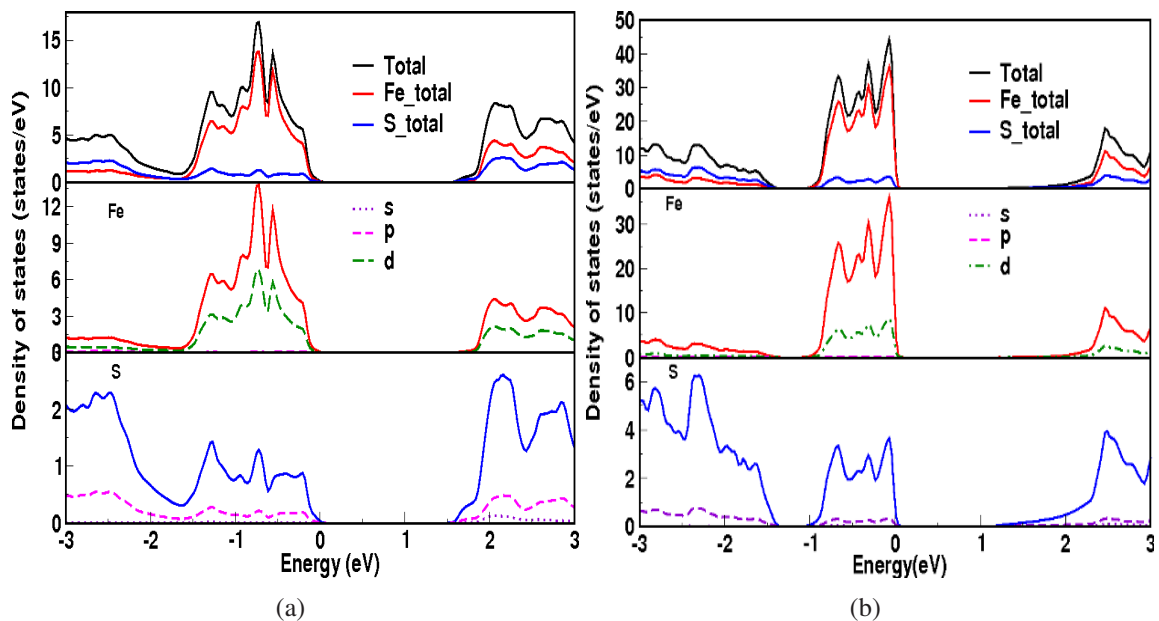 Density of states (states/eV)
15
10
5
0
Total
Fe_total
S_total
Fe
12
9
6
3
0
s
p
d
S
2
1
0
-3 -2 -1 0 1 2 3
Energy (eV)
(a)
Density of states (states/eV)
50
40
30
20
10
0
Total
Fe_total
S_total
Fe
30
20
10
0
s
p
d
S
6
4
2
0
-3 -2 -1 0 1 2 3
Energy(eV)
(b)